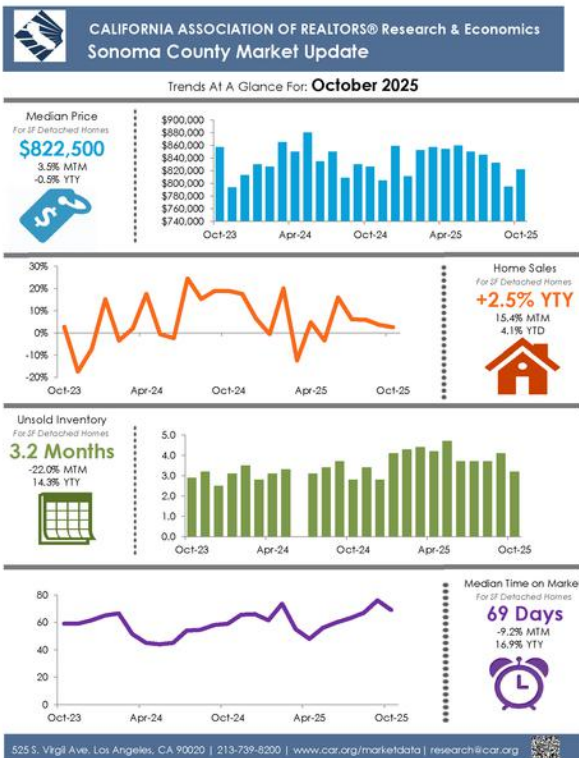 CALIFORNIA ASSOCIATION OF REALTORS® Research & Economics
Sonoma County Market Update
Trends At A Glance For: October 2025
Median Price
For SF Detached Homes
$822,500
3.5% MTM
-0.5% YTY
$900,000
$880,000
$860,000
$840,000
$820,000
$800,000
$780,000
$760,000
$740,000
Oct-23 Apr-24 Oct-24 Apr-25 Oct-25
30%
20%
10%
0%
-10%
-20%
Oct-23 Apr-24 Oct-24 Apr-25 Oct-25
Home Sales
For SF Detached Homes
+2.5% YTY
15.4% MTM
4.1% YTD
Unsold Inventory
For SF Detached Homes
3.2 Months
-22.0% MTM
14.3% YTY
5.0
4.0
3.0
2.0
1.0
0.0
Oct-23 Apr-24 Oct-24 Apr-25 Oct-25
80
60
40
20
0
Oct-23 Apr-24 Oct-24 Apr-25 Oct-25
Median Time on Marke
For SF Detached Homes
69 Days
-9.2% MTM
16.9% YTY
525 S. Virgil Ave. Los Angeles, CA 90020 | 213-739-8200 | www.car.org/marketdata | research@car.org